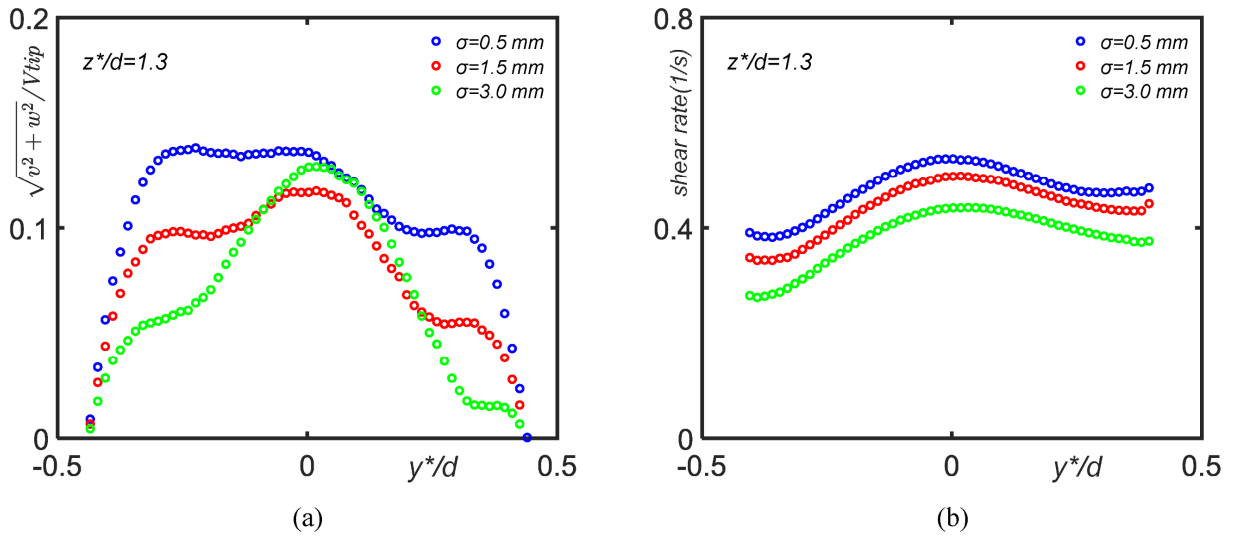 0.2
z*/d=1.3
σ=0.5 mm
σ=1.5 mm
σ=3.0 mm
√v² + w²/Vtip
0.1
0
-0.5
0
y*/d
0.5
(a)
0.8
z*/d=1.3
σ=0.5 mm
σ=1.5 mm
σ=3.0 mm
shear rate(1/s)
0.4
0
-0.5
0
y*/d
0.5
(b)